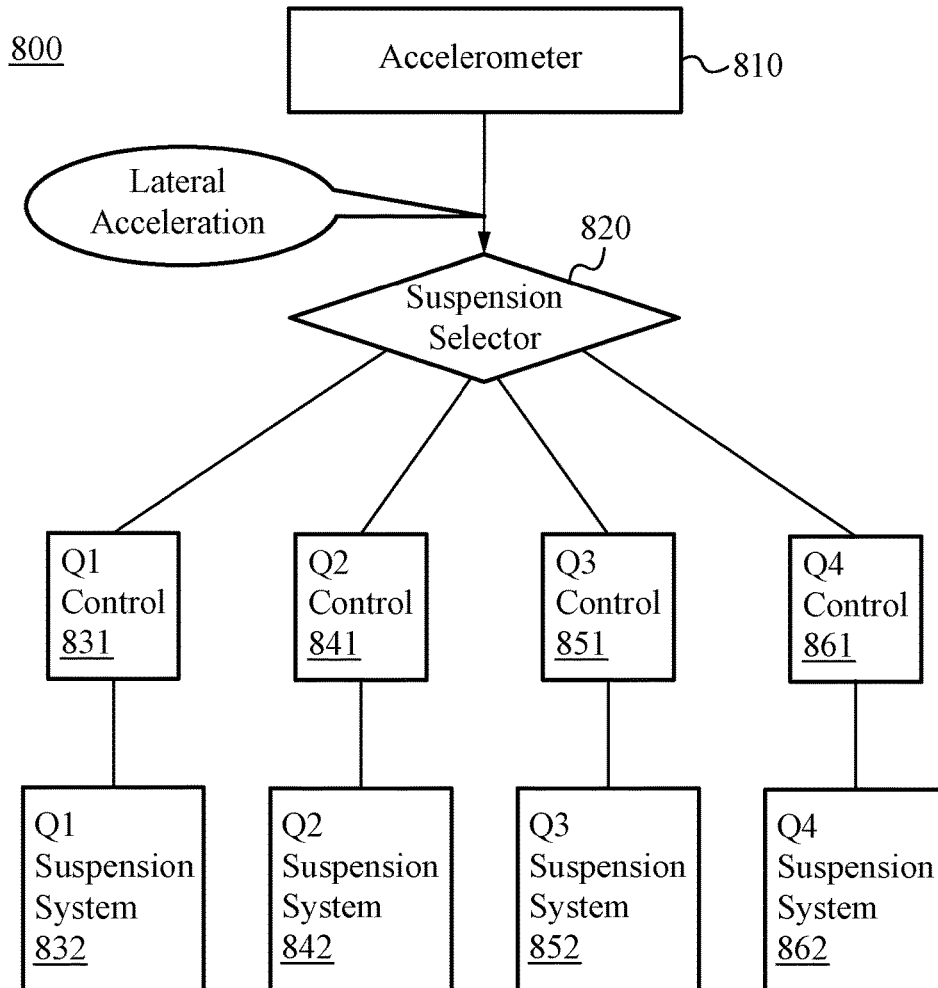 800
Accelerometer
810
Lateral
Acceleration
820
Suspension
Selector
Q1
Control
831
Q2
Control
841
Q3
Control
851
Q4
Control
861
Q1
Suspension
System
832
Q2
Suspension
System
842
Q3
Suspension
System
852
Q4
Suspension
System
862